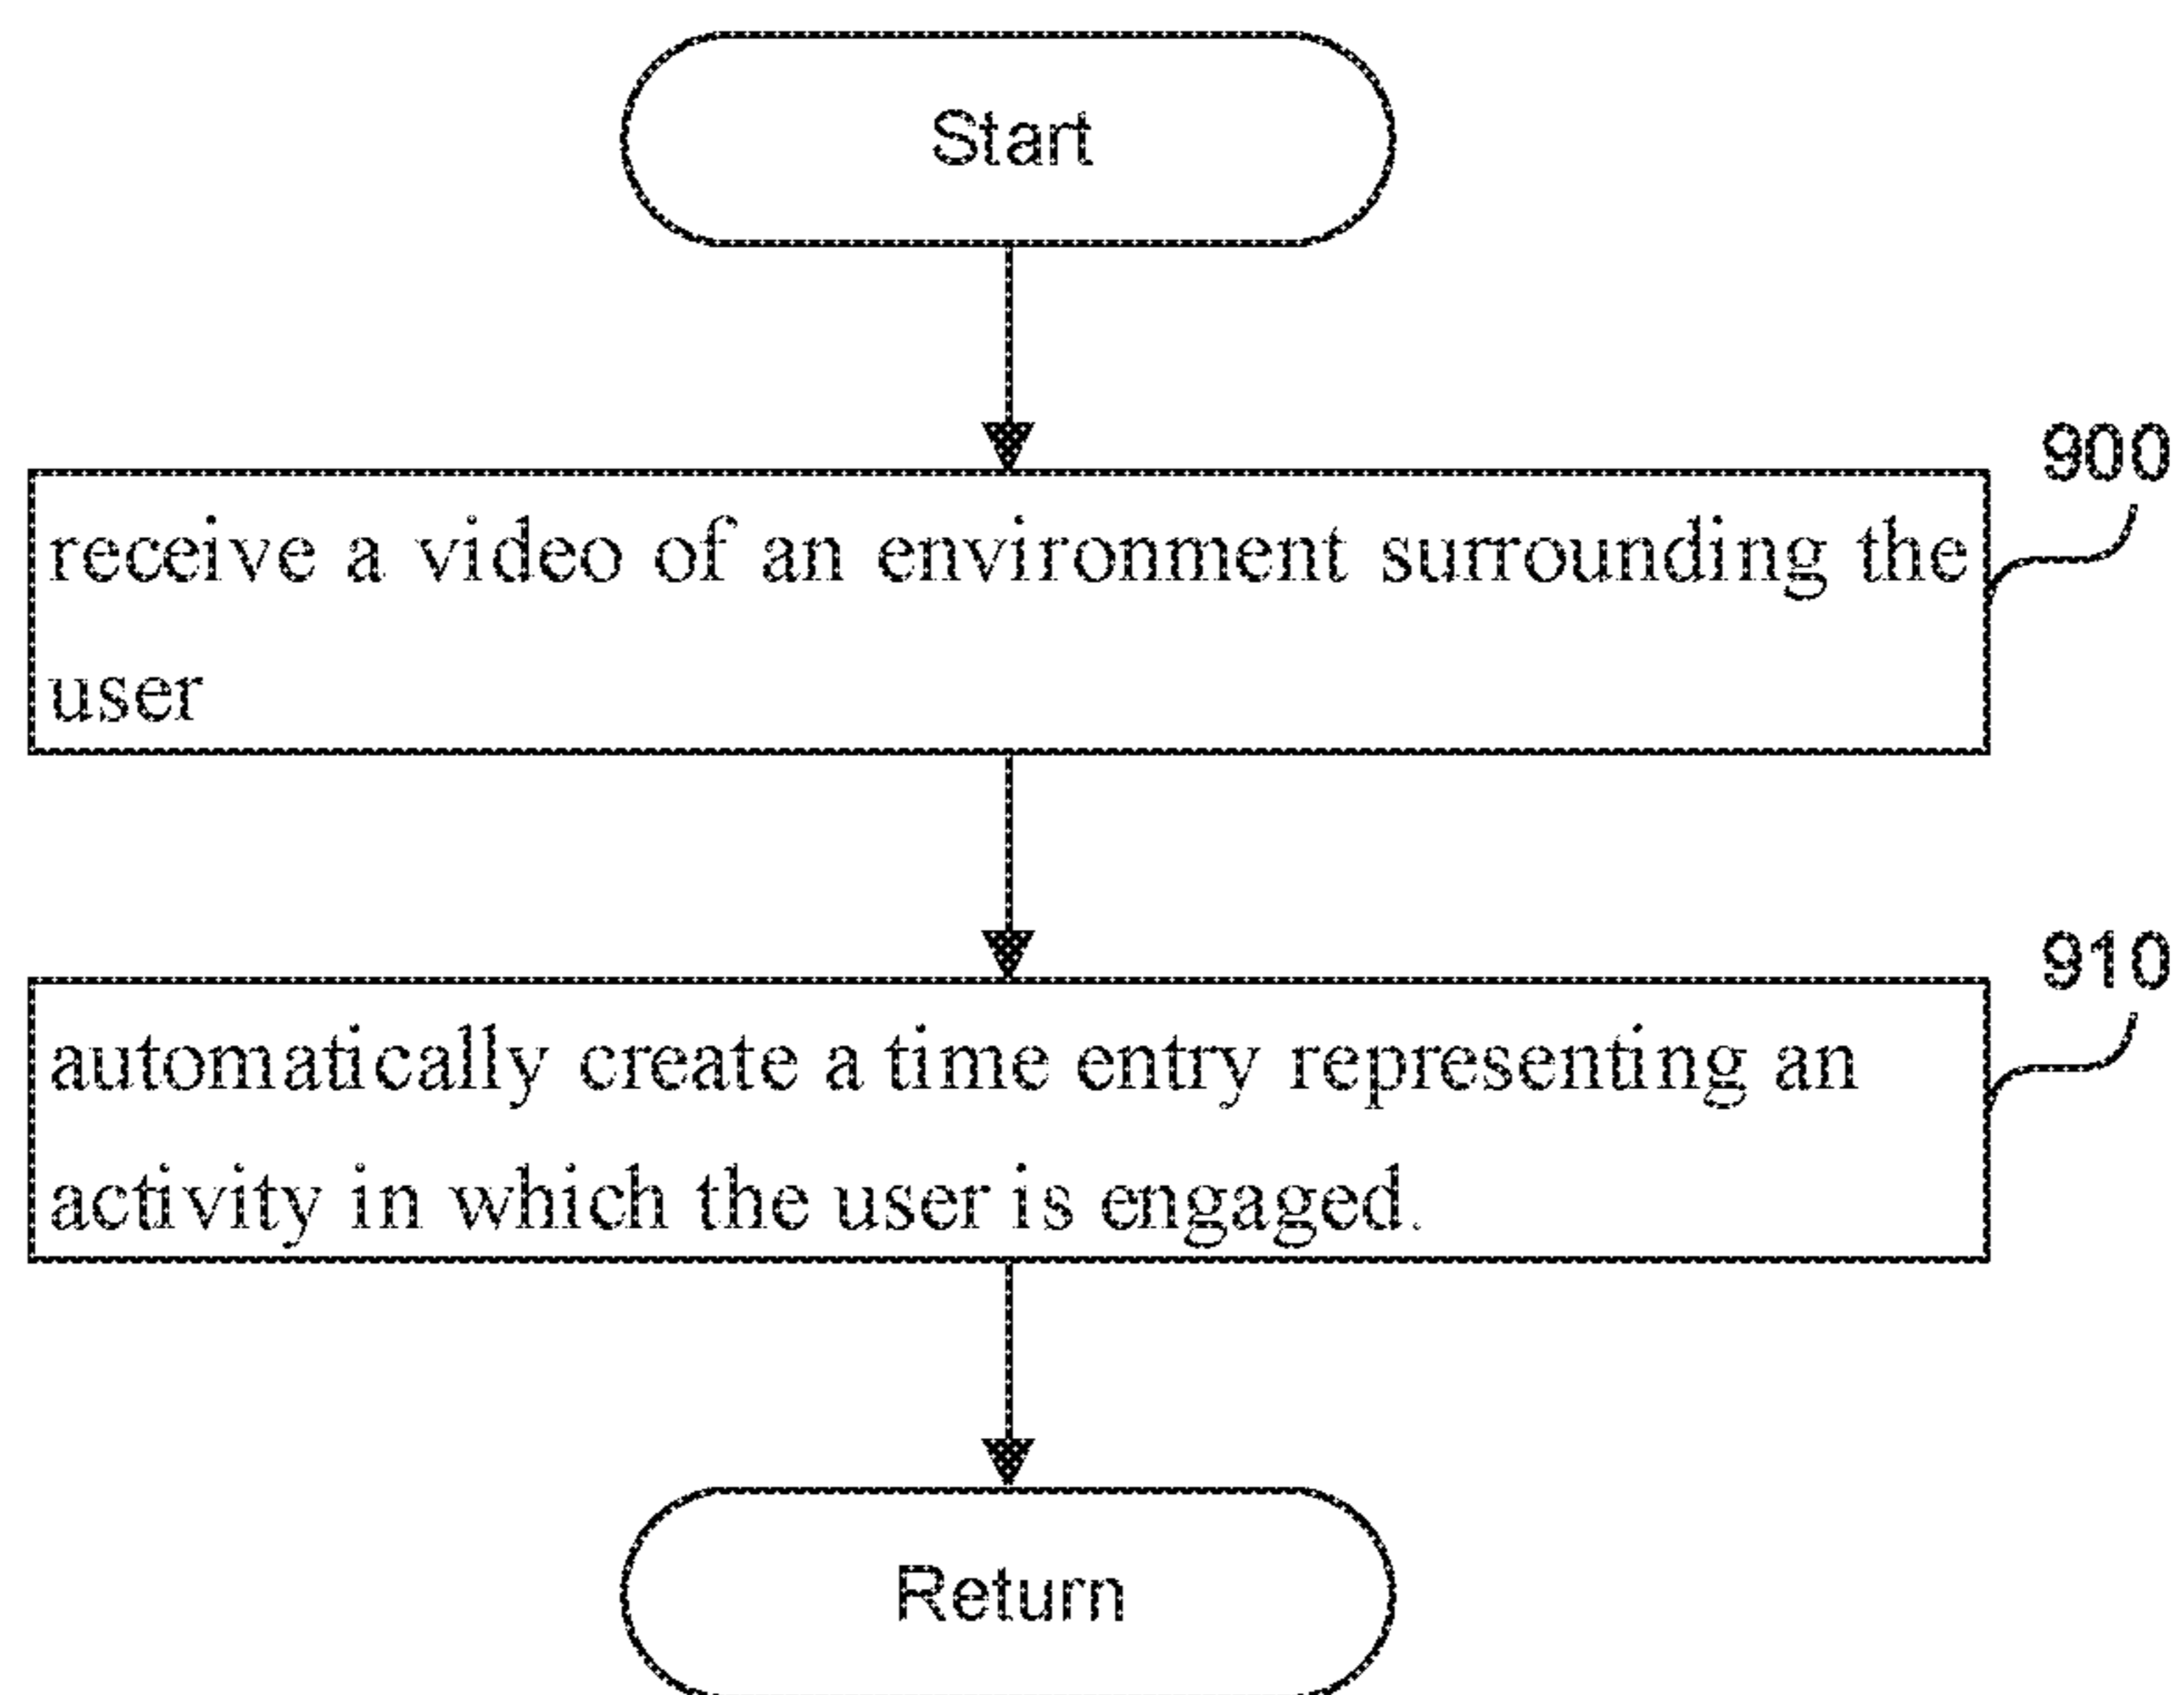 Start
900
receive a video of an environment surrounding the
user
910
automatically create a time entry representing an
activity in which the user is engaged.
Return